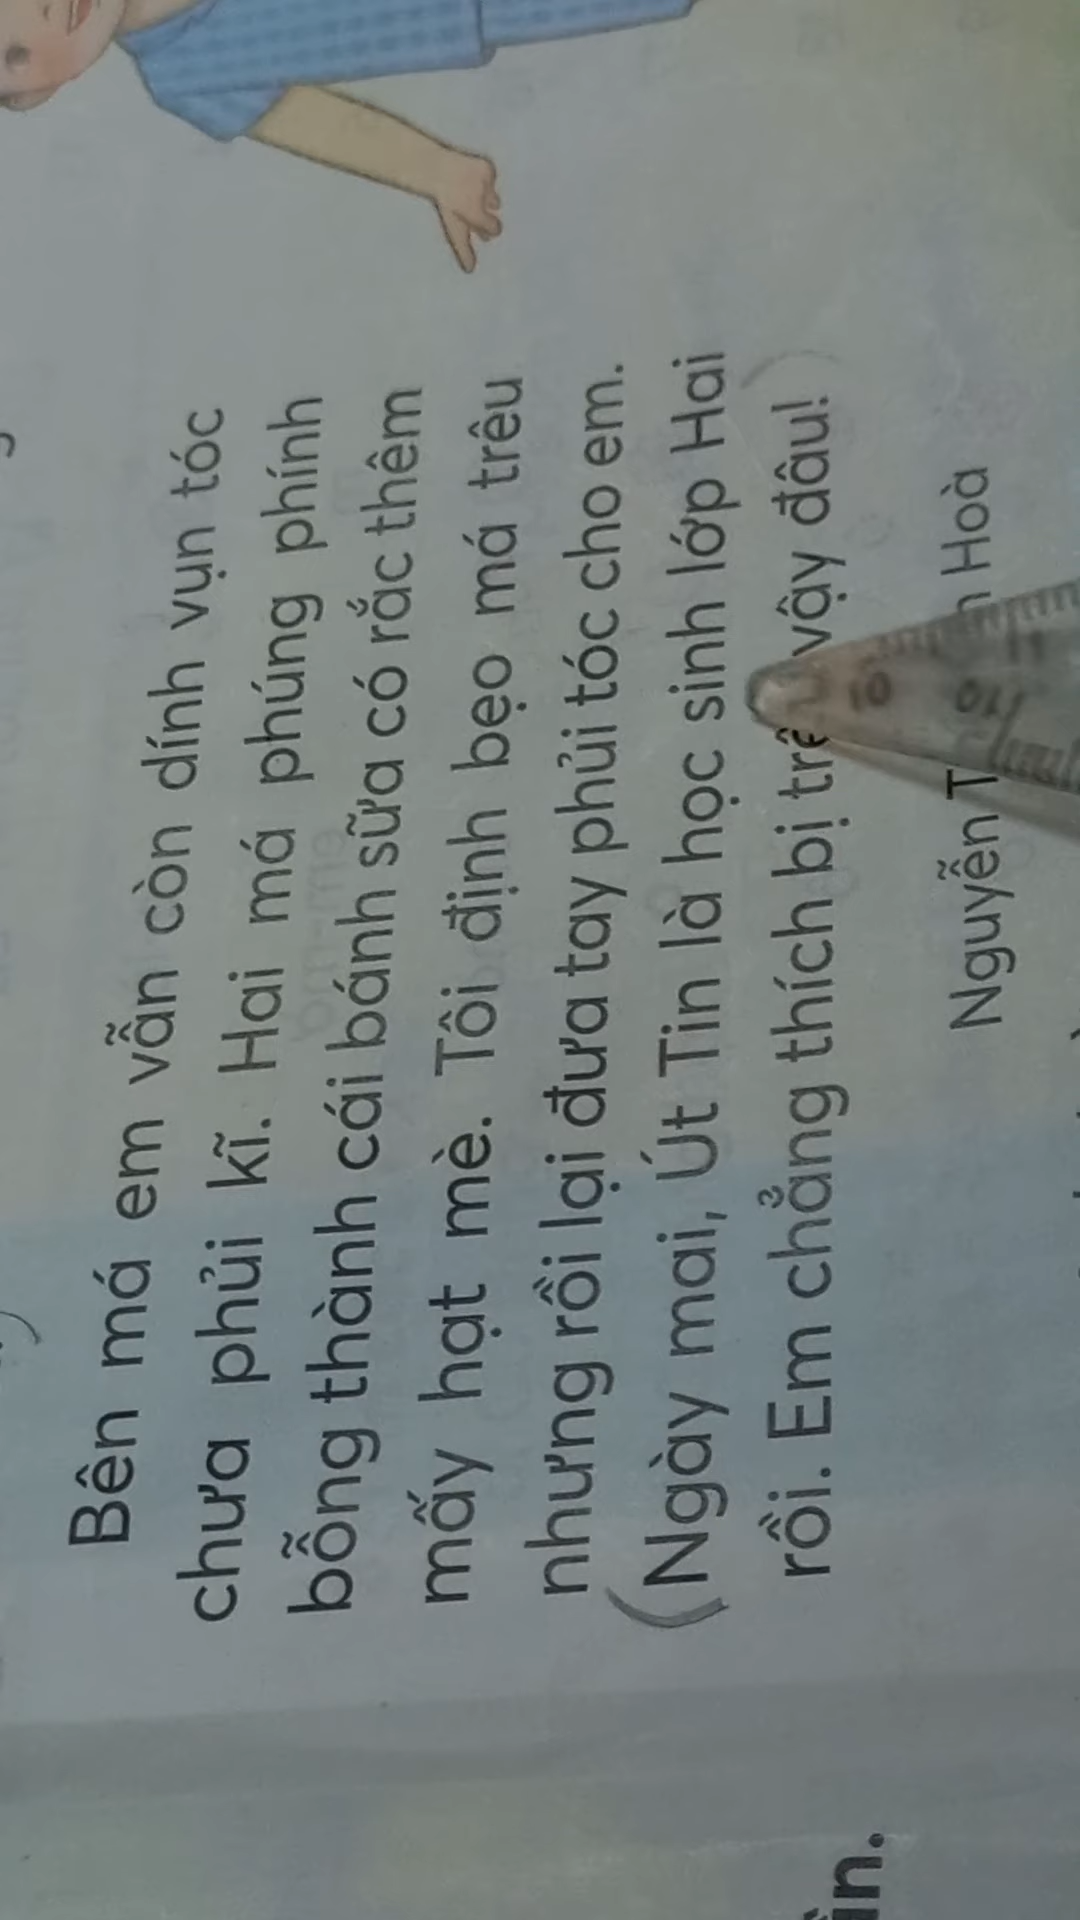 Bên má em vẫn còn dính vụn tóc
chưa phủi kĩ. Hai má phúng phính
bỗng thành cái bánh sữa có rắc thêm
mấy hạt mè. Tôi định bẹo má trêu
nhưng rồi lại đưa tay phủi tóc cho em.
(Ngày mai, Út Tin là học sinh lớp Hai
rồi. Em chẳng thích bị trêu vậy đâu!)
Nguyễn Hoà
10